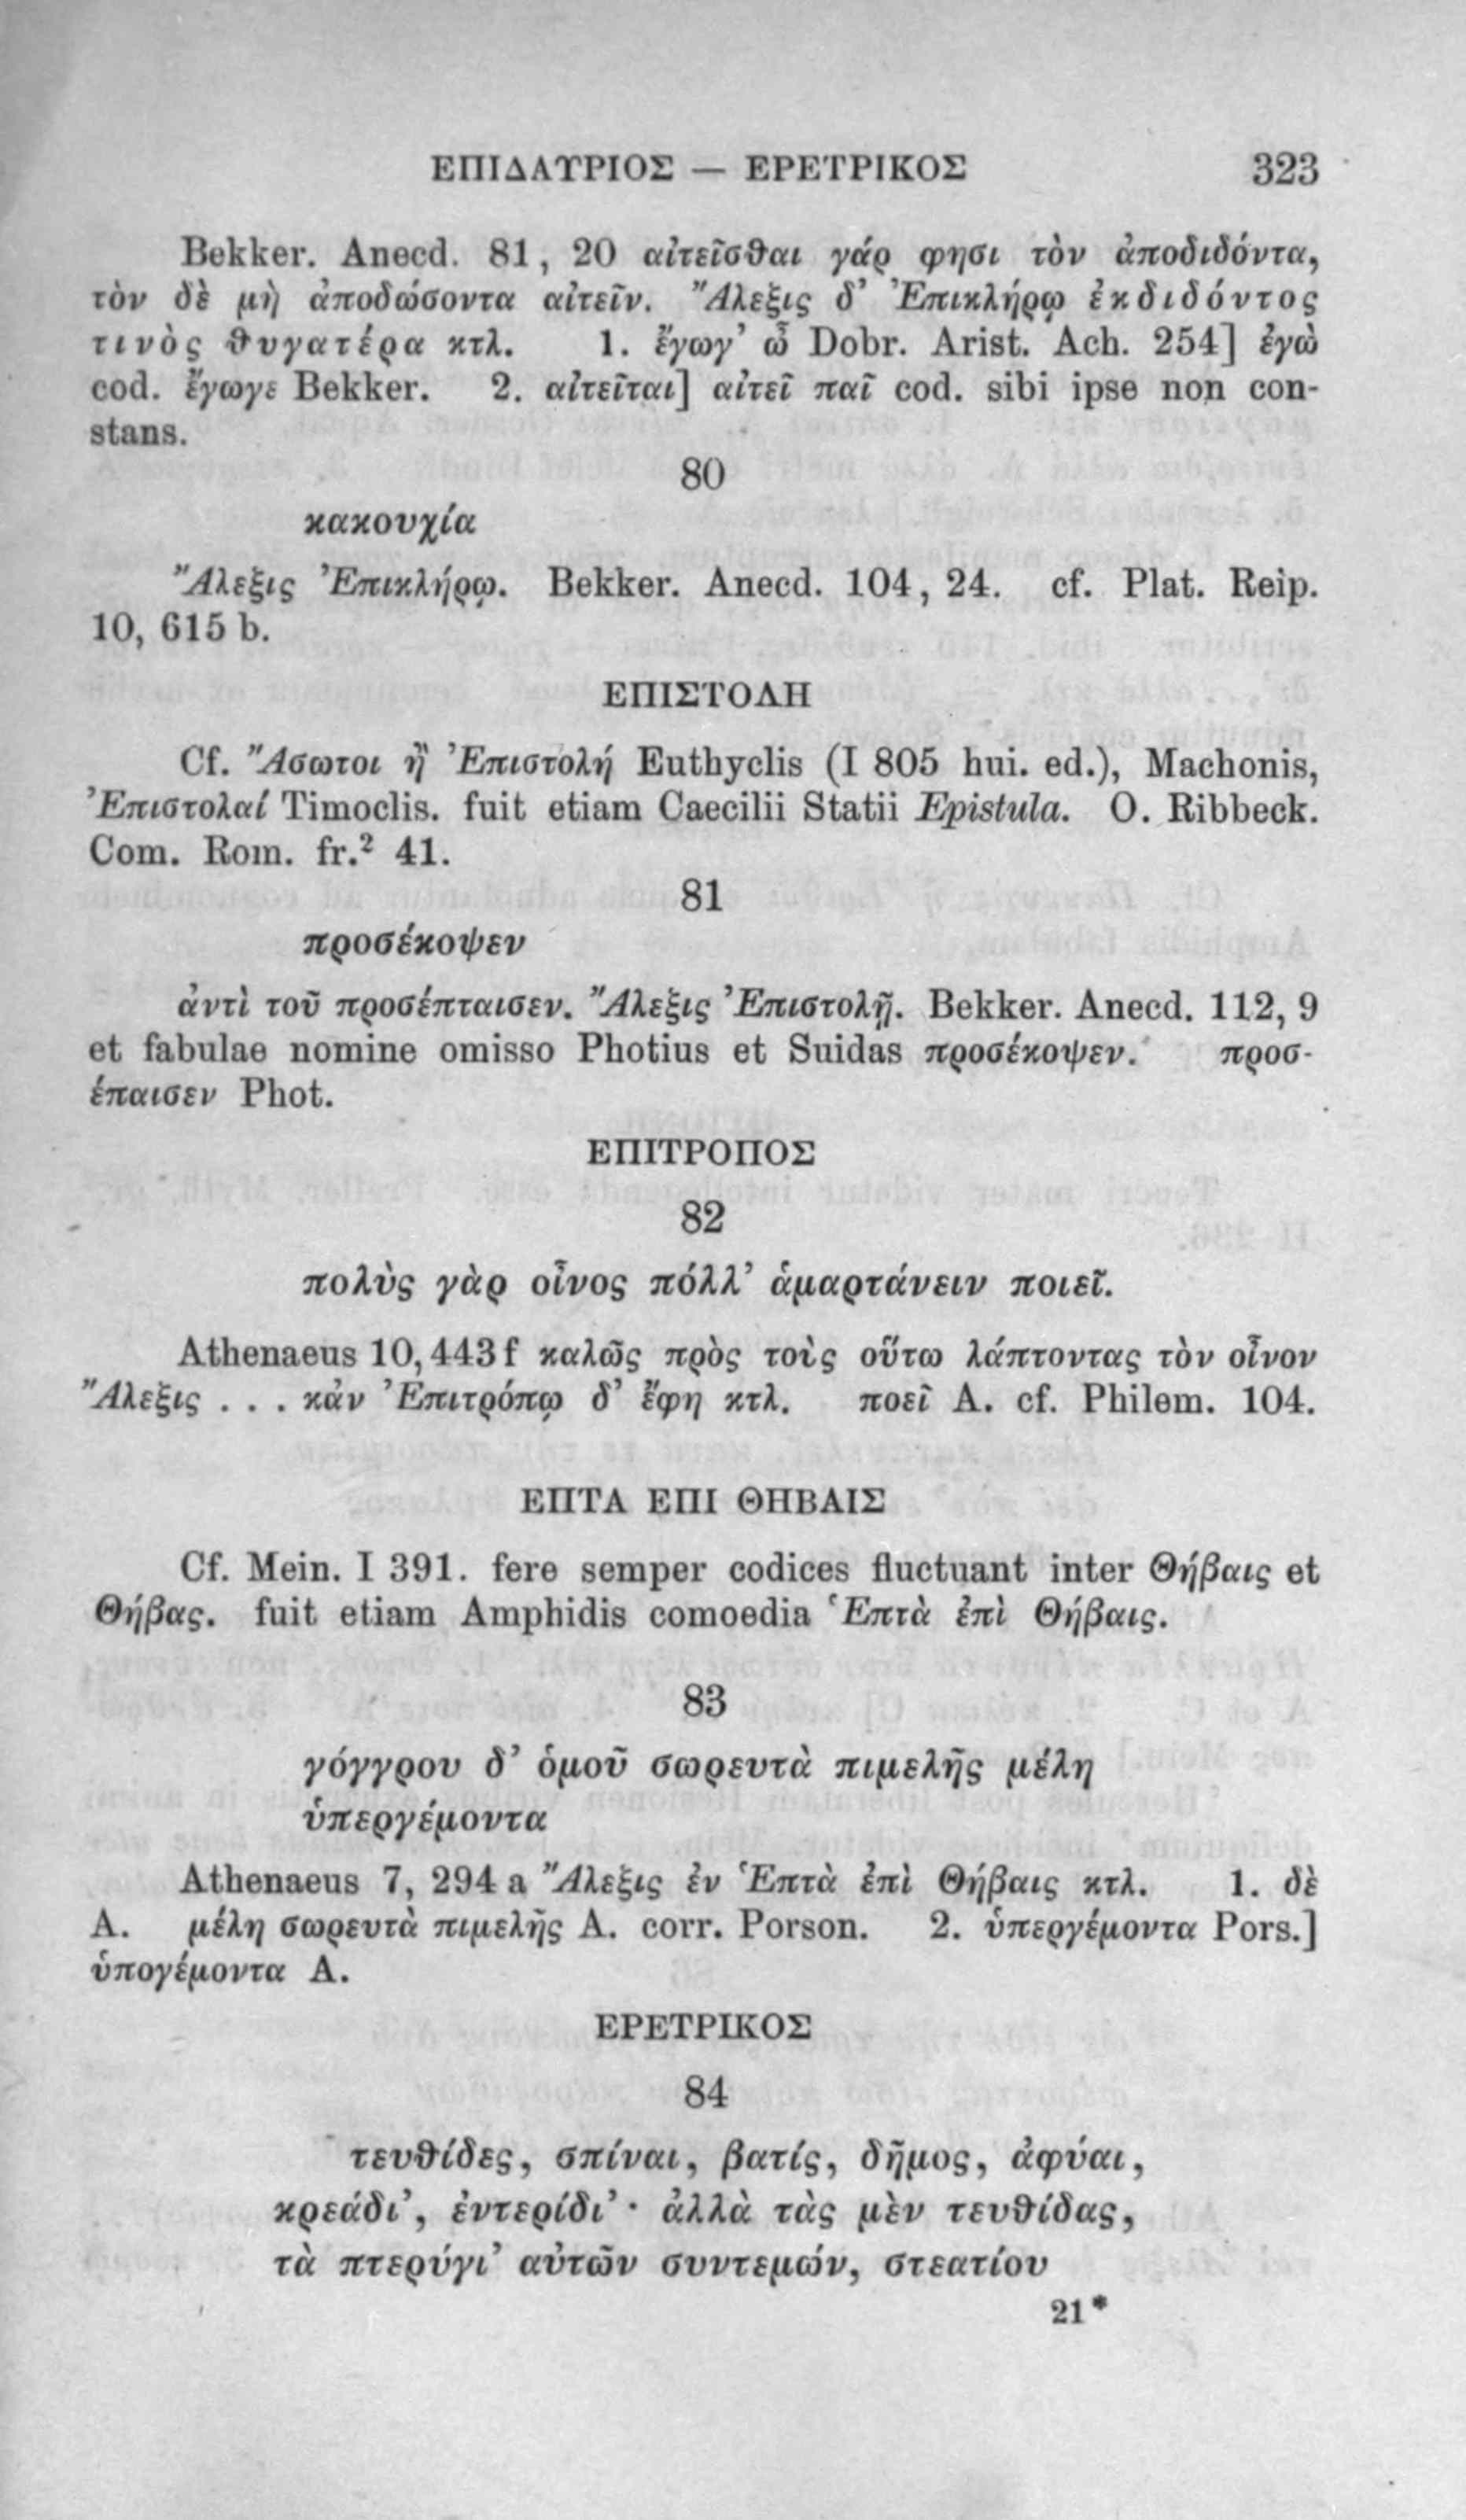 ΕΠΙΔΑΥΡΙΟΣ — ΕΡΕΤΡΙΚΟΣ 323
Bekker. Anecd. 81, 20 αἰτεῖσθαι γάρ φησι τὸν ἀποδιδόντα,
τὸν δὲ μὴ ἀποδώσοντα αἰτεῖν. Ἄλεξις δ’ Ἐπικλήρῳ ἐκδιδόντος
τινὸς θυγατέρα κτλ. 1. ἔγωγ’ ὦ Dobr. Arist. Ach. 254] ἐγὼ
cod. ἔγωγε Bekker. 2. αἰτεῖται] αἰτεῖ παῖ cod. sibi ipse non con-
stans.
80
κακουχία
Ἄλεξις Ἐπικλήρῳ. Bekker. Anecd. 104, 24. cf. Plat. Reip.
10, 615 b.
ΕΠΙΣΤΟΛΗ
Cf. Ἄσωτοι ἢ Ἐπιστολή Euthyclis (I 805 hui. ed.), Machonis,
Ἐπιστολαί Timoclis. fuit etiam Caecilii Statii Epistula. O. Ribbeck.
Com. Rom. fr.² 41.
81
προσέκοψεν
ἀντὶ τοῦ προσέπταισεν. Ἄλεξις Ἐπιστολῇ. Bekker. Anecd. 112, 9
et fabulae nomine omisso Photius et Suidas προσέκοψεν. προσ-
έπαισεν Phot.
ΕΠΙΤΡΟΠΟΣ
82
πολὺς γὰρ οἶνος πόλλ’ ἁμαρτάνειν ποιεῖ.
Athenaeus 10, 443 f καλῶς πρὸς τοὺς οὕτω λάπτοντας τὸν οἶνον
Ἄλεξις . . . κἀν Ἐπιτρόπῳ δ’ ἔφη κτλ. ποεῖ A. cf. Philem. 104.
ΕΠΤΑ ΕΠΙ ΘΗΒΑΙΣ
Cf. Mein. I 391. fere semper codices fluctuant inter Θήβαις et
Θήβας. fuit etiam Amphidis comoedia Ἑπτὰ ἐπὶ Θήβαις.
83
γόγγρου δ’ ὁμοῦ σωρευτὰ πιμελῆς μέλη
ὑπεργέμοντα
Athenaeus 7, 294 a Ἄλεξις ἐν Ἑπτὰ ἐπὶ Θήβαις κτλ. 1. δὲ
A. μέλη σωρευτὰ πιμελῆς A. corr. Porson. 2. ὑπεργέμοντα Pors.]
ὑπογέμοντα A.
ΕΡΕΤΡΙΚΟΣ
84
τευθίδες, σπίναι, βατίς, δῆμος, ἀφύαι,
κρεάδι’, ἐντερίδι’· ἀλλὰ τὰς μὲν τευθίδας,
τὰ πτερύγι’ αὐτῶν συντεμών, στεατίου
21*